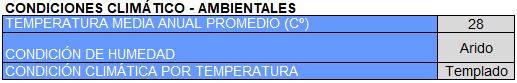 CONDICIONES CLIMÁTICO - AMBIENTALES
TEMPERATURA MEDIA ANUAL PROMEDIO (Cº) 28
CONDICIÓN DE HUMEDAD Arido
CONDICIÓN CLIMÁTICA POR TEMPERATURA Templado